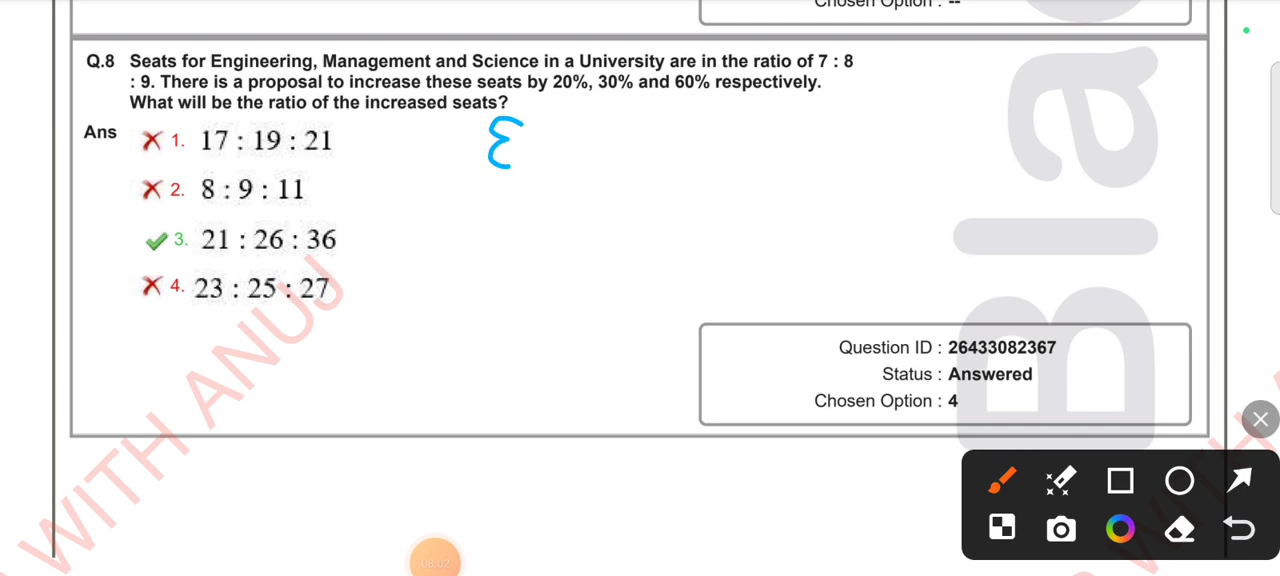 Chosen Option : --
Q.8 Seats for Engineering, Management and Science in a University are in the ratio of 7 : 8
: 9. There is a proposal to increase these seats by 20%, 30% and 60% respectively.
What will be the ratio of the increased seats?
Ans
1. 17 : 19 : 21
2. 8 : 9 : 11
3. 21 : 26 : 36
4. 23 : 25 : 27
Question ID : 26433082367
Status : Answered
Chosen Option : 4
WITH ANUJ
Bla
08:02